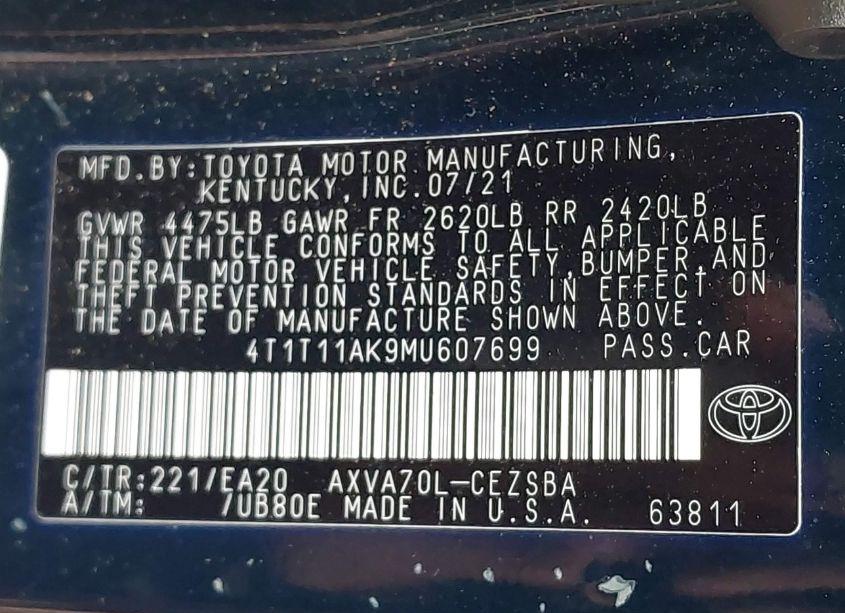 MFD.BY:TOYOTA MOTOR MANUFACTURING,
KENTUCKY,INC.07/21
GVWR 4475LB GAWR FR 2620LB RR 2420LB
THIS VEHICLE CONFORMS TO ALL APPLICABLE
FEDERAL MOTOR VEHICLE SAFETY,BUMPER,AND
THEFT PREVENTION STANDARDS IN EFFECT ON
THE DATE OF MANUFACTURE SHOWN ABOVE.
4T1T11AK9MU607699 PASS.CAR
C/TR:221/EA20 AXVA70L-CEZSBA
A/TM: /UB80E MADE IN U.S.A. 63811